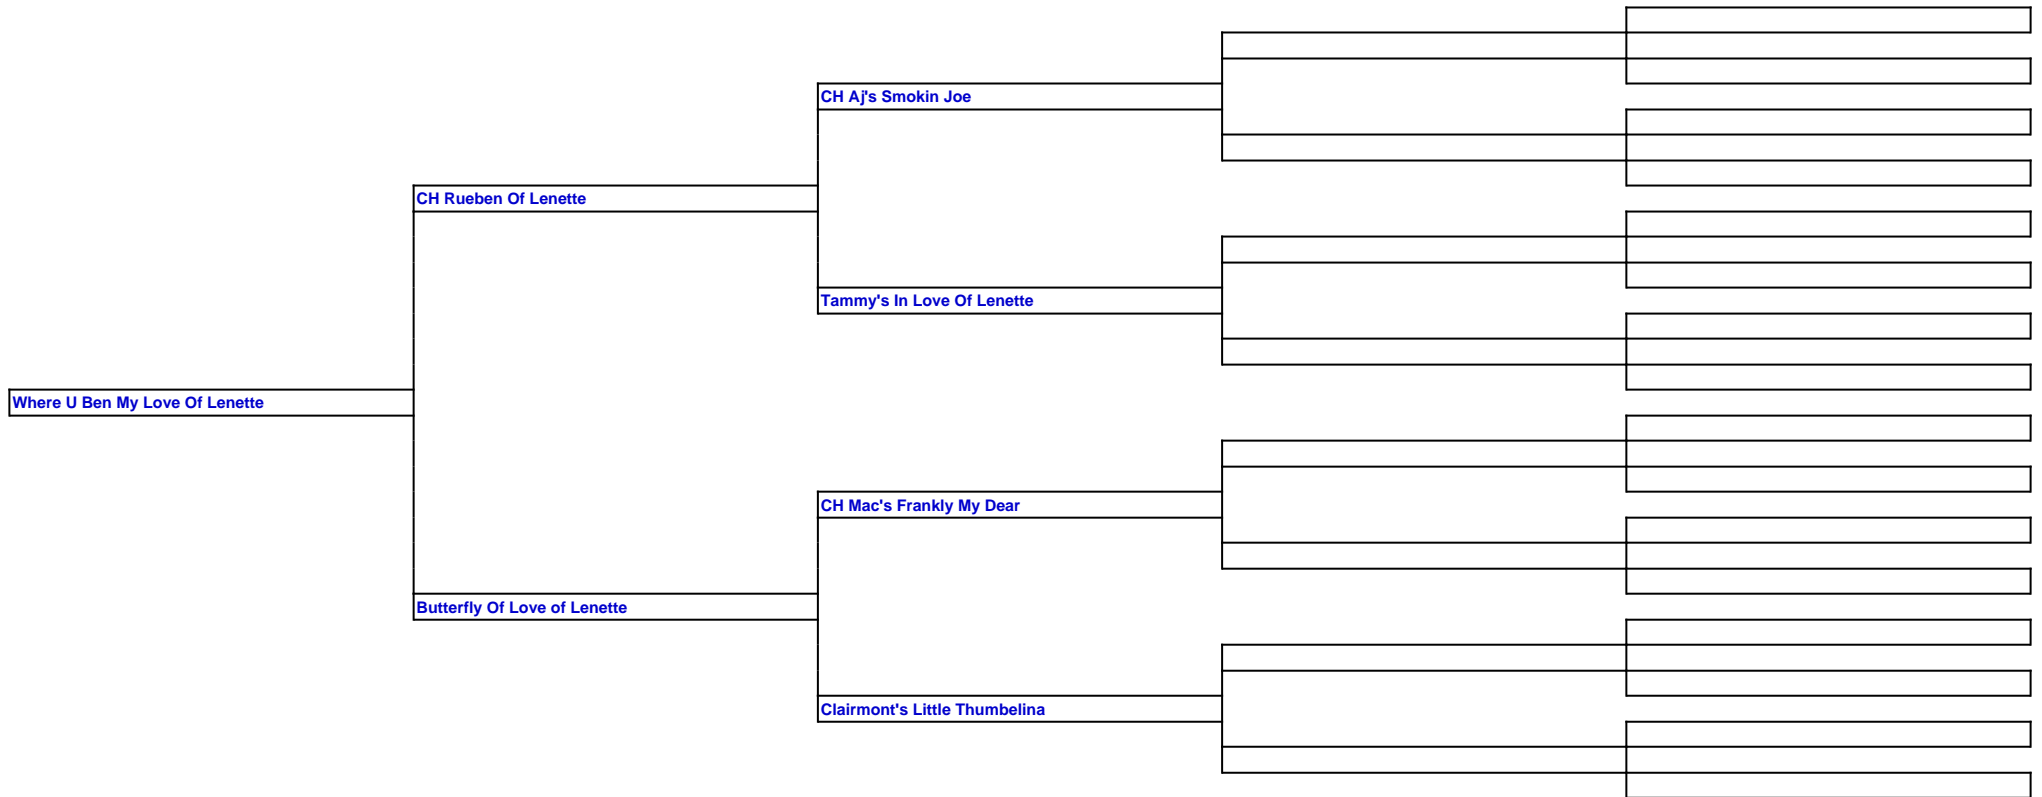 CH Aj's Smokin Joe
CH Rueben Of Lenette
Tammy's In Love Of Lenette
Where U Ben My Love Of Lenette
CH Mac's Frankly My Dear
Butterfly Of Love of Lenette
Clairmont's Little Thumbelina